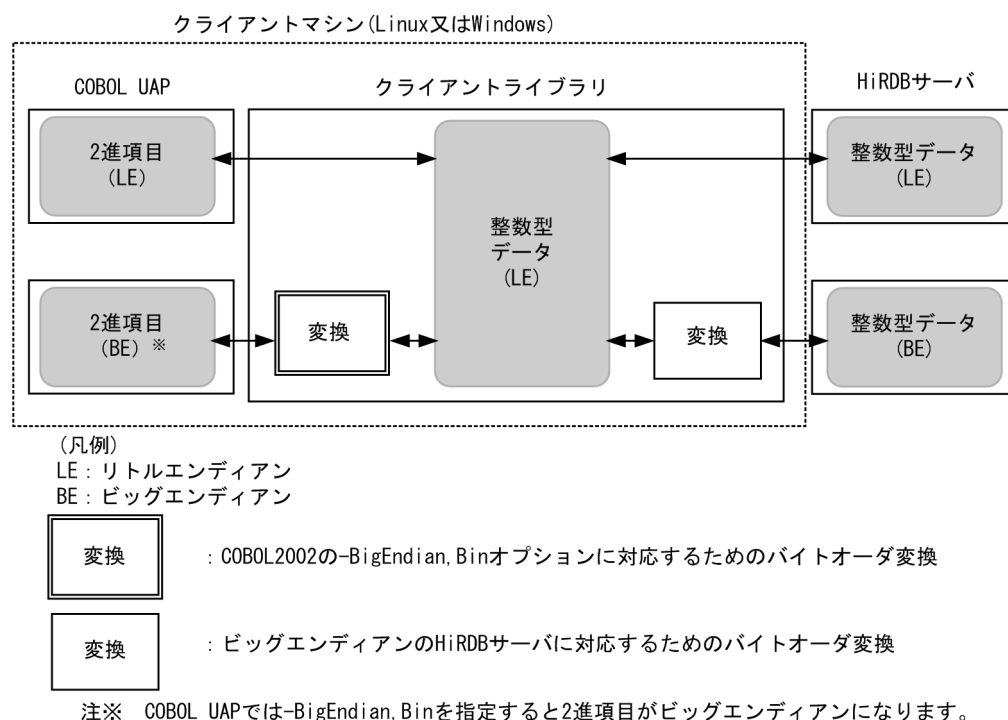 クライアントマシン(Linux又はWindows)
COBOL UAP
クライアントライブラリ
HiRDBサーバ
2進項目
(LE)
整数型
データ
(LE)
整数型データ
(LE)
2進項目
(BE) ※
変換
変換
整数型データ
(BE)
(凡例)
LE：リトルエンディアン
BE：ビッグエンディアン
変換
：COBOL2002の-BigEndian,Binオプションに対応するためのバイトオーダ変換
変換
：ビッグエンディアンのHiRDBサーバに対応するためのバイトオーダ変換
注※ COBOL UAPでは-BigEndian,Binを指定すると2進項目がビッグエンディアンになります。